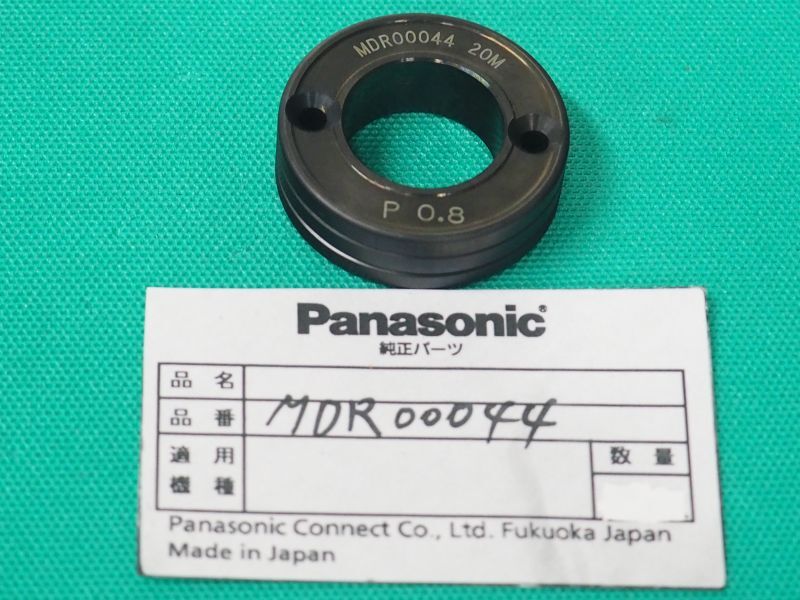 MDR00044 20M
P 0.8
Panasonic®
純正パーツ
品名
品番 MDR00044
適用
機種
数量
Panasonic Connect Co., Ltd. Fukuoka Japan
Made in Japan